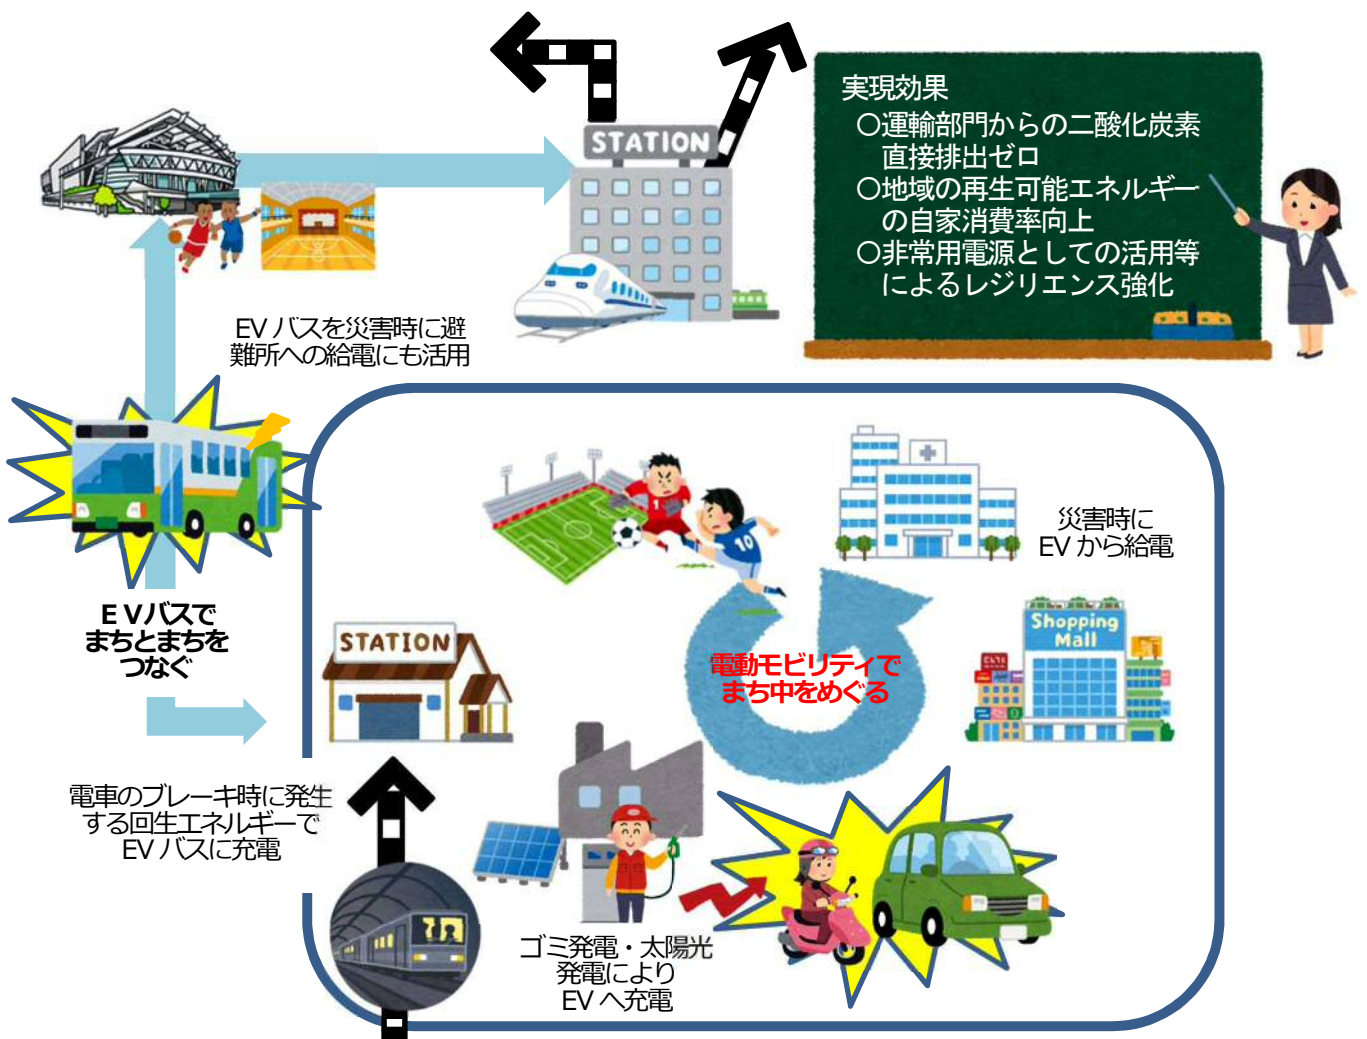 STATION
実現効果
○運輸部門からの二酸化炭素
直接排出ゼロ
○地域の再生可能エネルギー
の自家消費率向上
○非常用電源としての活用等
によるレジリエンス強化
EV バスを災害時に避
難所への給電にも活用
災害時に
EV から給電
EVバスで
まちとまちを
つなぐ
STATION
Shopping
Mall
電動モビリティで
まち中をめぐる
電車のブレーキ時に発生
する回生エネルギーで
EV バスに充電
ゴミ発電・太陽光
発電により
EV へ充電
1
10